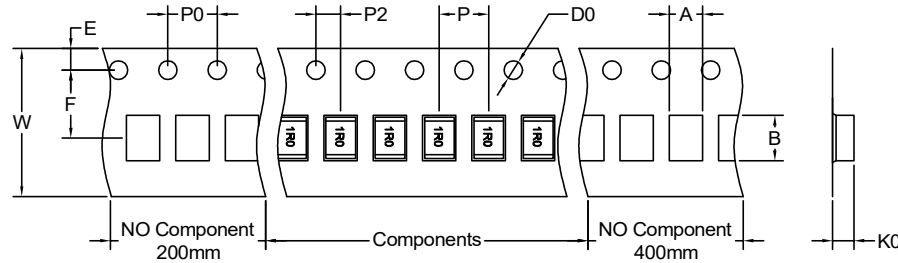 E
P0
P2
P
D0
A
F
W
B
1R0
1R0
1R0
1R0
1R0
1R0
NO Component
200mm
Components
NO Component
400mm
K0